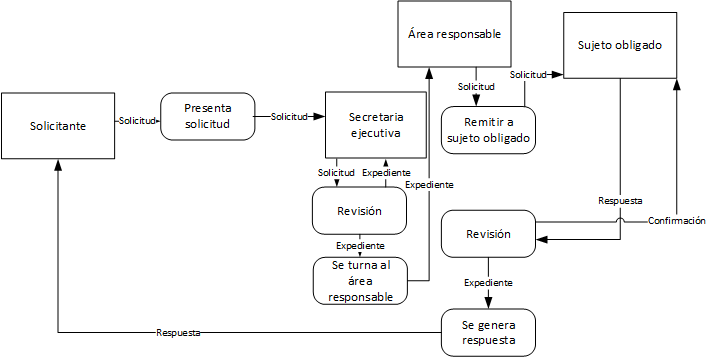 Área responsable
Sujeto obligado
Solicitud
Solicitud
Presenta
solicitud
Remitir a
sujeto obligado
Solicitante
Solicitud
Solicitud
Secretaria
ejecutiva
Solicitud
Expediente
Expediente
Revisión
Respuesta
Revisión
Confirmación
Expediente
Se turna al
área
responsable
Expediente
Se genera
respuesta
Respuesta